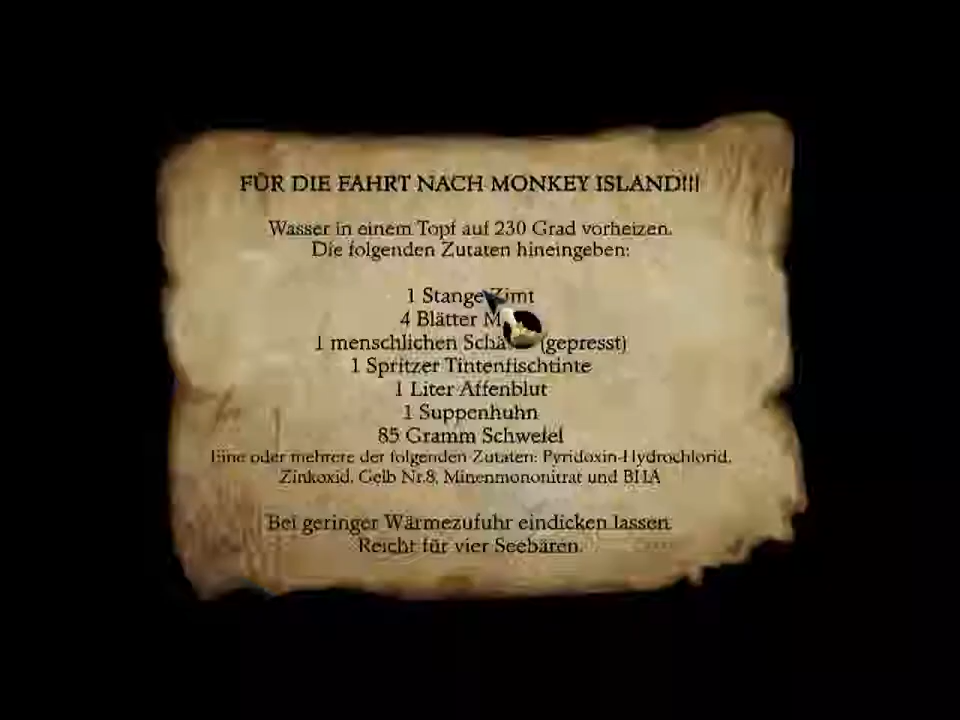 FÜR DIE FAHRT NACH MONKEY ISLAND!!!
Wasser in einem Topf auf 230 Grad vorheizen.
Die folgenden Zutaten hineingeben:
1 Stange Zimt
4 Blätter
1 menschlichen (gepresst)
1 Spritzer Tintenfischtinte
1 Liter Affenblut
1 Suppenhuhn
85 Gramm Schwefel
Eine oder mehrere der folgenden Zutaten: Pyridoxin-Hydrochlorid,
Zinkoxid, Gelb Nr.8, Minenmononitrat und BHA
Bei geringer Wärmezufuhr eindicken lassen.
Reicht für vier Seebären.